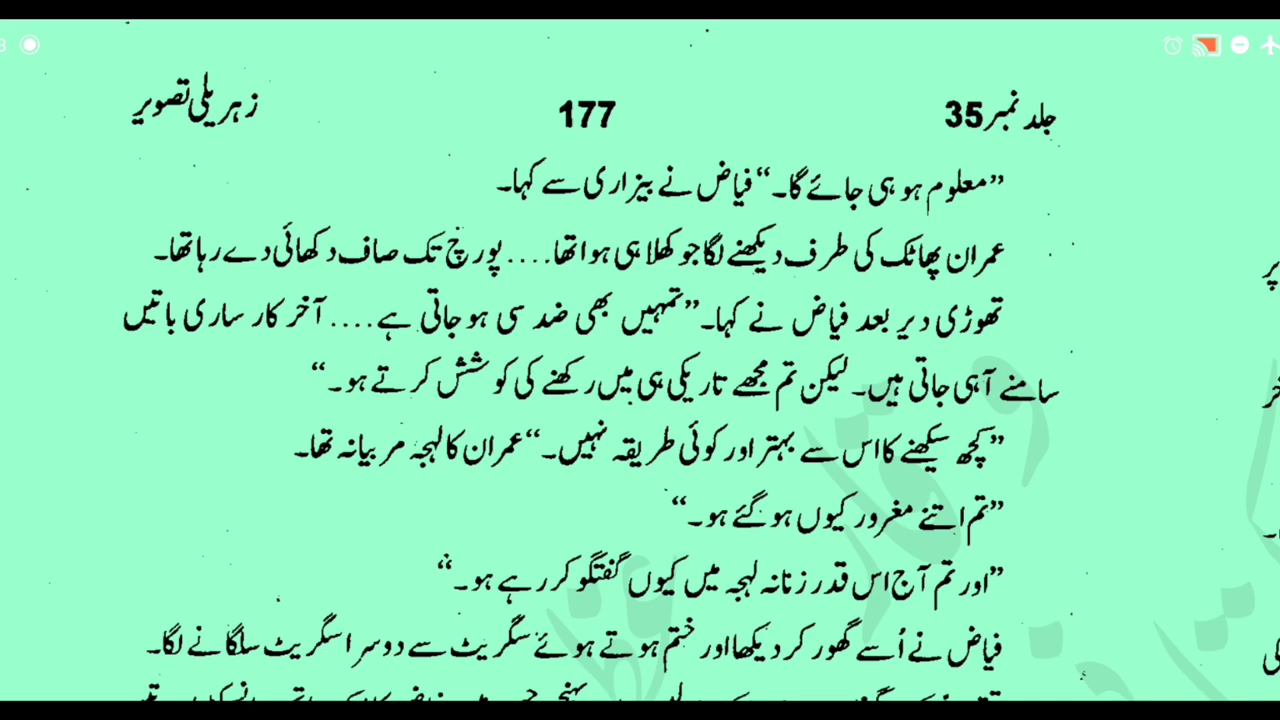 جلد نمبر 35 177 زہریلی تصویر
”معلوم ہو ہی جائے گا۔“ فیاض نے بیزاری سے کہا۔
عمران پھاٹک کی طرف دیکھنے لگا جو کھلا ہی ہوا تھا.... پورچ تک صاف دکھائی دے رہا تھا۔
تھوڑی دیر بعد فیاض نے کہا۔ ”تمہیں بھی ضد سی ہو جاتی ہے.... آخر کار ساری باتیں
سامنے آ ہی جاتی ہیں۔ لیکن تم مجھے تاریکی ہی میں رکھنے کی کوشش کرتے ہو۔“
”کچھ سیکھنے کا اس سے بہتر اور کوئی طریقہ نہیں۔“ عمران کا لہجہ مربیانہ تھا۔
”تم اتنے مغرور کیوں ہو گئے ہو۔“
”اور تم آج اس قدر زنانہ لہجہ میں کیوں گفتگو کر رہے ہو۔“
فیاض نے اُسے گھور کر دیکھا اور ختم ہوتے ہوئے سگریٹ سے دوسرا سگریٹ سلگانے لگا۔